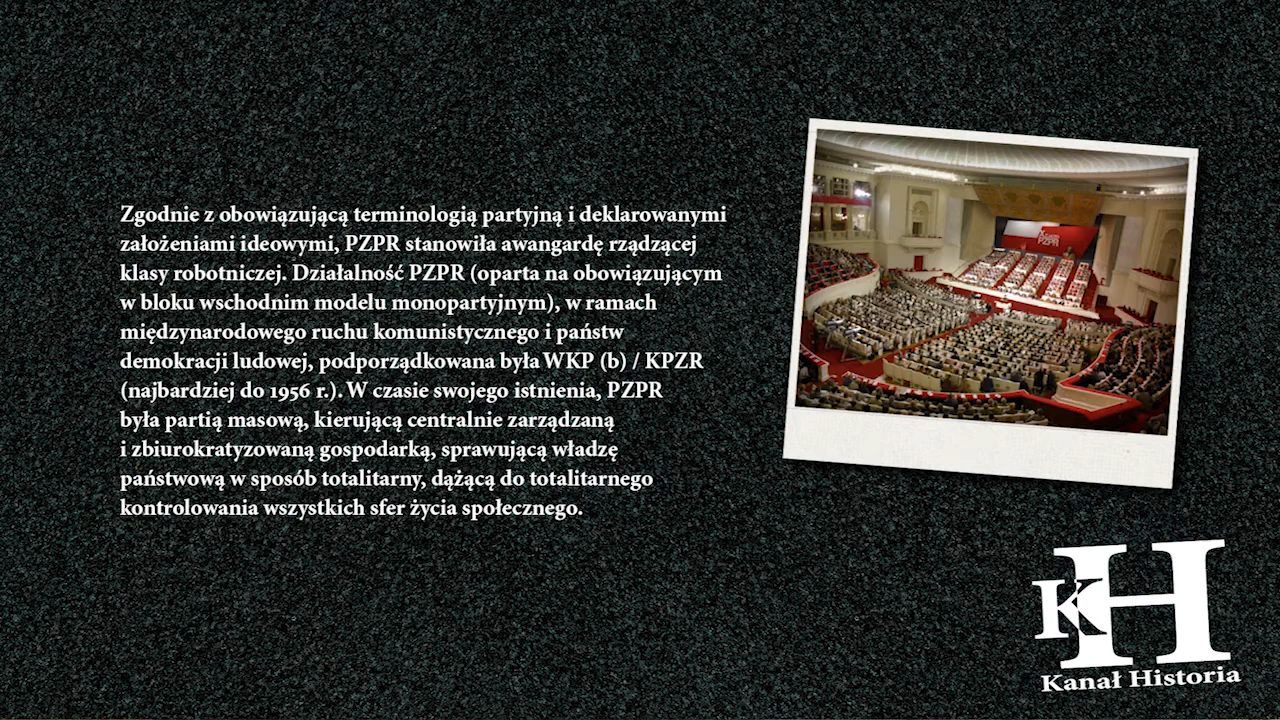 Zgodnie z obowiązującą terminologią partyjną i deklarowanymi
założeniami ideowymi, PZPR stanowiła awangardę rządzącej
klasy robotniczej. Działalność PZPR (oparta na obowiązującym
w bloku wschodnim modelu monopartyjnym), w ramach
międzynarodowego ruchu komunistycznego i państw
demokracji ludowej, podporządkowana była WKP (b) / KPZR
(najbardziej do 1956 r.). W czasie swojego istnienia, PZPR
była partią masową, kierującą centralnie zarządzaną
i zbiurokratyzowaną gospodarką, sprawującą władzę
państwową w sposób totalitarny, dążącą do totalitarnego
kontrolowania wszystkich sfer życia społecznego.
PZPR
KH
Kanał Historia